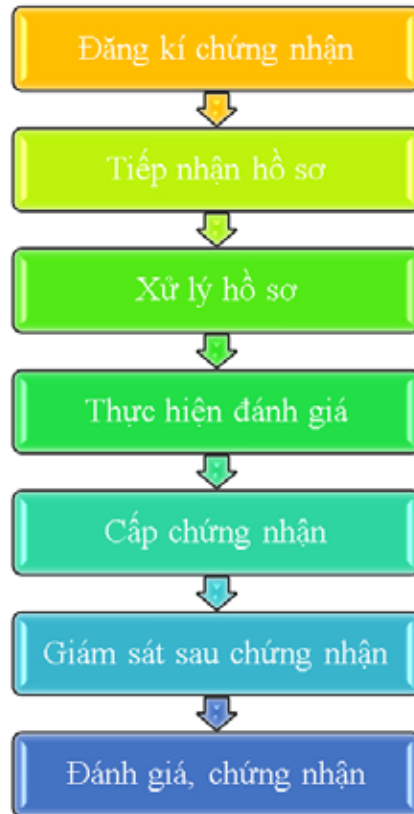 Đăng kí chứng nhận
Tiếp nhận hồ sơ
Xử lý hồ sơ
Thực hiện đánh giá
Cấp chứng nhận
Giám sát sau chứng nhận
Đánh giá, chứng nhận